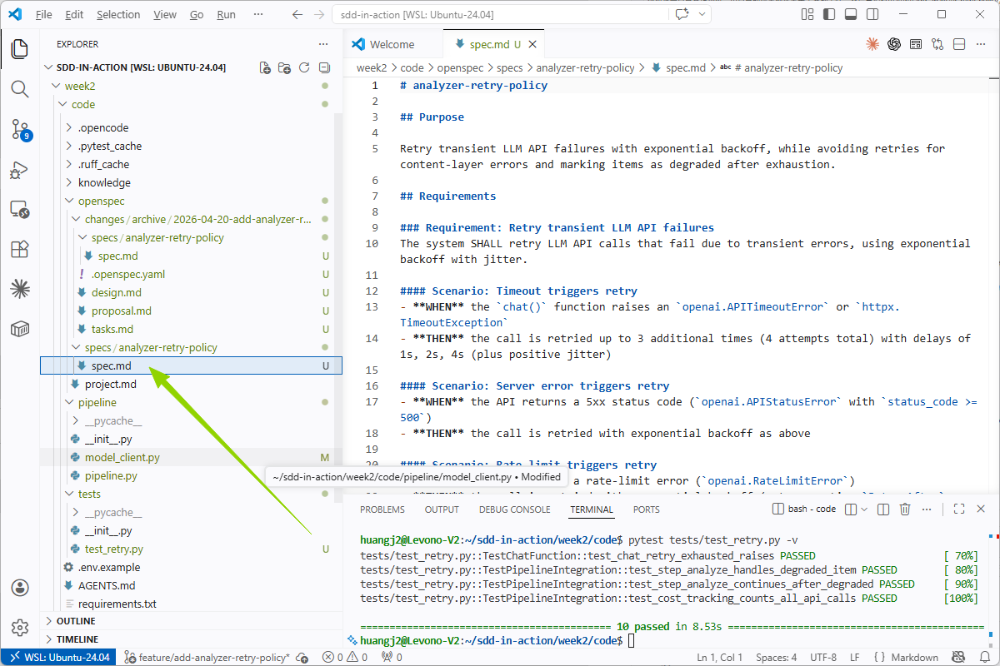 File Edit Selection View Go Run ··· sdd-in-action [WSL: Ubuntu-24.04]
EXPLORER
SDD-IN-ACTION [WSL: UBUNTU-24.04]
week2
code
.opencode
.pytest_cache
.ruff_cache
knowledge
openspec
changes / archive / 2026-04-20-add-analyzer-r...
specs / analyzer-retry-policy
spec.md U
! .openspec.yaml U
design.md U
proposal.md U
tasks.md U
specs / analyzer-retry-policy
spec.md U
project.md
pipeline
__pycache__
__init__.py
model_client.py M
pipeline.py
tests
__pycache__
__init__.py
test_retry.py U
.env.example
AGENTS.md
requirements.txt
OUTLINE
TIMELINE
9
Welcome spec.md U
week2 > code > openspec > specs > analyzer-retry-policy > spec.md > abc # analyzer-retry-policy
1 # analyzer-retry-policy
2
3 ## Purpose
4
5 Retry transient LLM API failures with exponential backoff, while avoiding retries for
content-layer errors and marking items as degraded after exhaustion.
6
7 ## Requirements
8
9 ### Requirement: Retry transient LLM API failures
10 The system SHALL retry LLM API calls that fail due to transient errors, using exponential
backoff with jitter.
11
12 #### Scenario: Timeout triggers retry
13 - **WHEN** the `chat()` function raises an `openai.APITimeoutError` or `httpx.
TimeoutException`
14 - **THEN** the call is retried up to 3 additional times (4 attempts total) with delays of
1s, 2s, 4s (plus positive jitter)
15
16 #### Scenario: Server error triggers retry
17 - **WHEN** the API returns a 5xx status code (`openai.APIStatusError` with `status_code >=
500`)
18 - **THEN** the call is retried with exponential backoff as above
19
#### Scenario: Rate limit triggers retry
~/sdd-in-action/week2/code/pipeline/model_client.py • Modified
a rate-limit error (`openai.RateLimitError`)
PROBLEMS OUTPUT DEBUG CONSOLE TERMINAL PORTS bash - code
huangj2@Levono-V2:~/sdd-in-action/week2/code$ pytest tests/test_retry.py -v
tests/test_retry.py::TestChatFunction::test_chat_retry_exhausted_raises PASSED [ 70%]
tests/test_retry.py::TestPipelineIntegration::test_step_analyze_handles_degraded_item PASSED [ 80%]
tests/test_retry.py::TestPipelineIntegration::test_step_analyze_continues_after_degraded PASSED [ 90%]
tests/test_retry.py::TestPipelineIntegration::test_cost_tracking_counts_all_api_calls PASSED [100%]
======================================== 10 passed in 8.53s ========================================
huangj2@Levono-V2:~/sdd-in-action/week2/code$
WSL: Ubuntu-24.04 feature/add-analyzer-retry-policy* 0 0 0 Ln 1, Col 1 Spaces: 4 UTF-8 LF { } Markdown